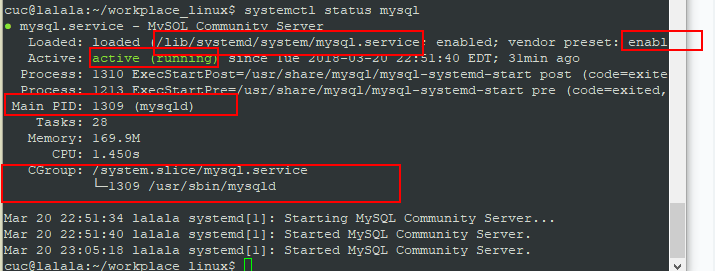 cuc@lalala:~/workplace_linux$ systemctl status mysql
● mysql.service - MySQL Community Server
Loaded: loaded (/lib/systemd/system/mysql.service; enabled; vendor preset: enabl
Active: active (running) since Tue 2018-03-20 22:51:40 EDT; 31min ago
Process: 1310 ExecStartPost=/usr/share/mysql/mysql-systemd-start post (code=exited
Process: 1213 ExecStartPre=/usr/share/mysql/mysql-systemd-start pre (code=exited,
Main PID: 1309 (mysqld)
Tasks: 28
Memory: 169.9M
CPU: 1.450s
CGroup: /system.slice/mysql.service
└─1309 /usr/sbin/mysqld
Mar 20 22:51:34 lalala systemd[1]: Starting MySQL Community Server...
Mar 20 22:51:40 lalala systemd[1]: Started MySQL Community Server.
Mar 20 23:05:18 lalala systemd[1]: Started MySQL Community Server.
cuc@lalala:~/workplace_linux$